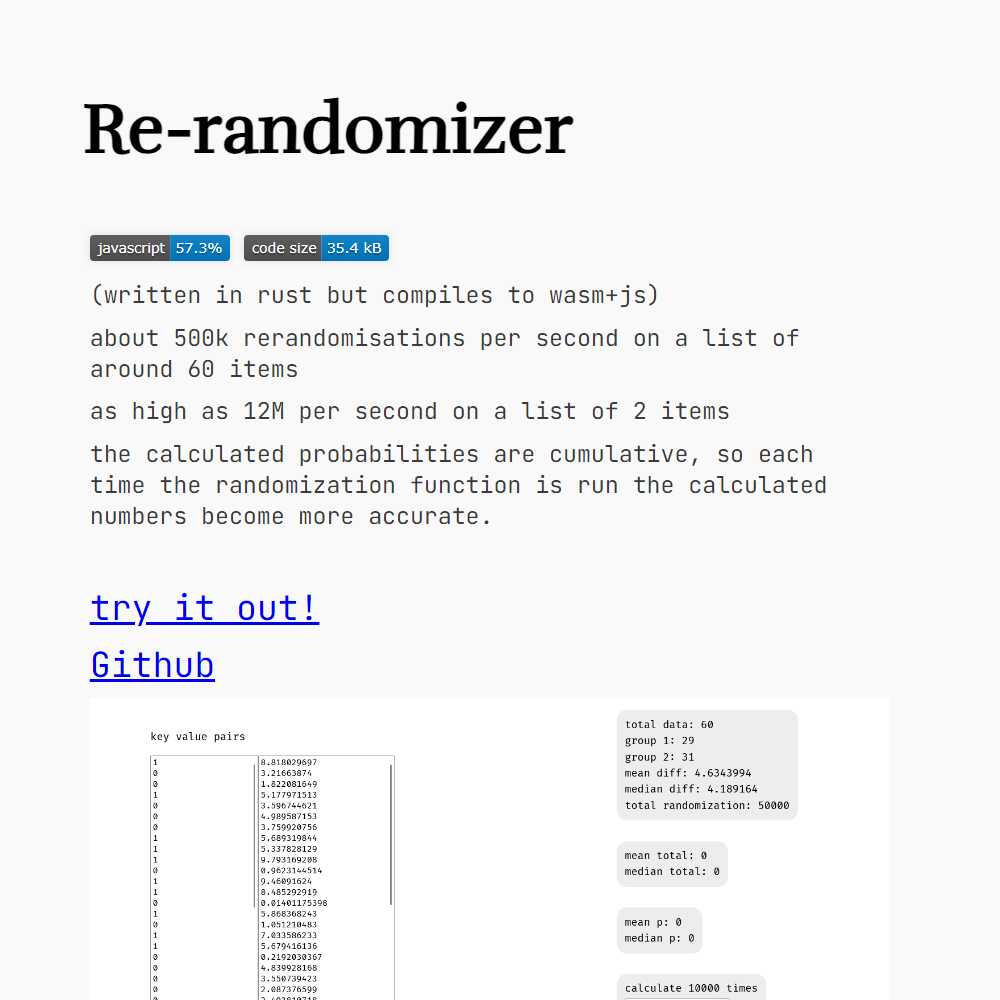 Re-randomizer
javascript 57.3% code size 35.4 kB
(written in rust but compiles to wasm+js)
about 500k rerandomisations per second on a list of
around 60 items
as high as 12M per second on a list of 2 items
the calculated probabilities are cumulative, so each
time the randomization function is run the calculated
numbers become more accurate.
try it out!
Github
key value pairs
1 8.818029697
0 3.21663874
0 1.822081649
1 5.177971513
0 3.596744621
0 4.989587153
0 3.759920756
1 5.689319844
1 5.337828129
1 9.793169208
0 0.9623144514
1 9.46091624
1 8.485292919
0 0.01401175398
1 5.868368243
0 1.051210483
1 7.033586233
1 5.679416136
0 0.2192030367
0 4.839928168
0 3.550739423
0 2.087376599
total data: 60
group 1: 29
group 2: 31
mean diff: 4.6343994
median diff: 4.189164
total randomization: 50000
mean total: 0
median total: 0
mean p: 0
median p: 0
calculate 10000 times